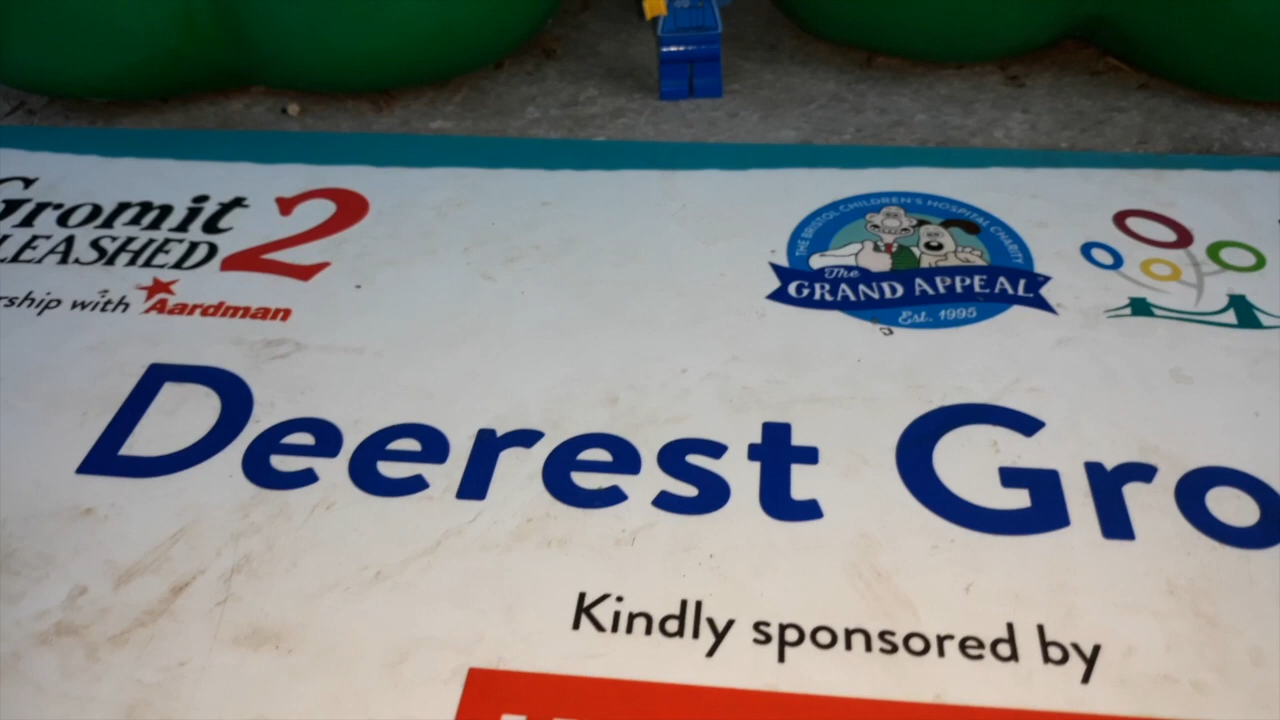 Gromit
LEASHED 2
rship with Aardman
THE BRISTOL CHILDREN'S HOSPITAL CHARITY
The
GRAND APPEAL
Est. 1995
Deerest Gro
Kindly sponsored by